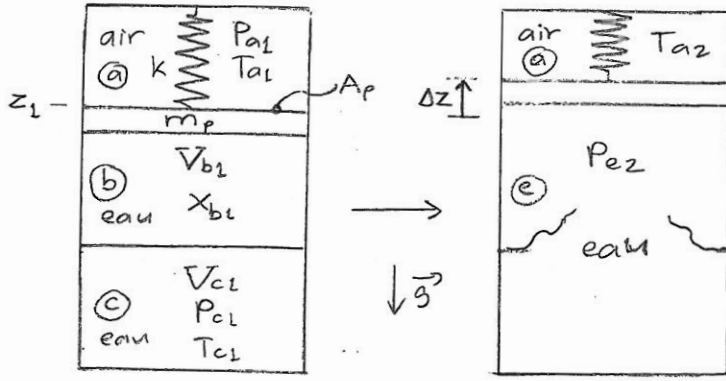 air
ⓐ
k
Pa1
Ta1
z1
Ap
mp
ⓑ
eau
Vb1
xb1
ⓒ
eau
Vc1
Pc1
Tc1
g
air
ⓐ
Ta2
Δz
Pe2
ⓔ
eau